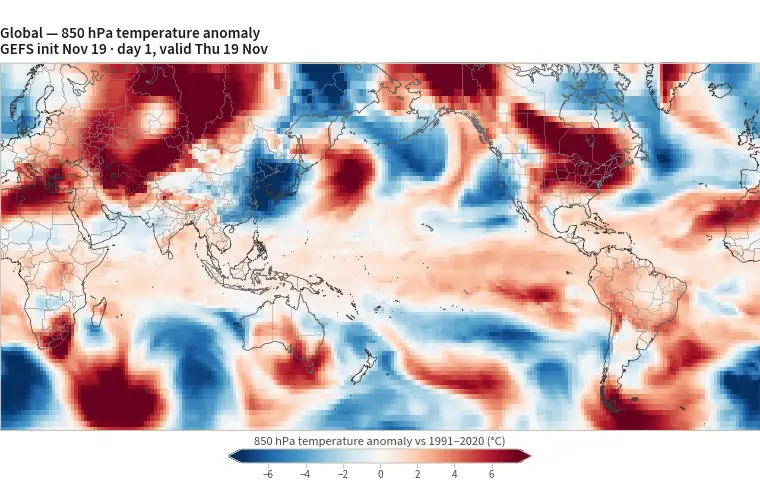 Global — 850 hPa temperature anomaly
GEFS init Nov 19 · day 1, valid Thu 19 Nov
850 hPa temperature anomaly vs 1991–2020 (°C)
−6 −4 −2 0 2 4 6